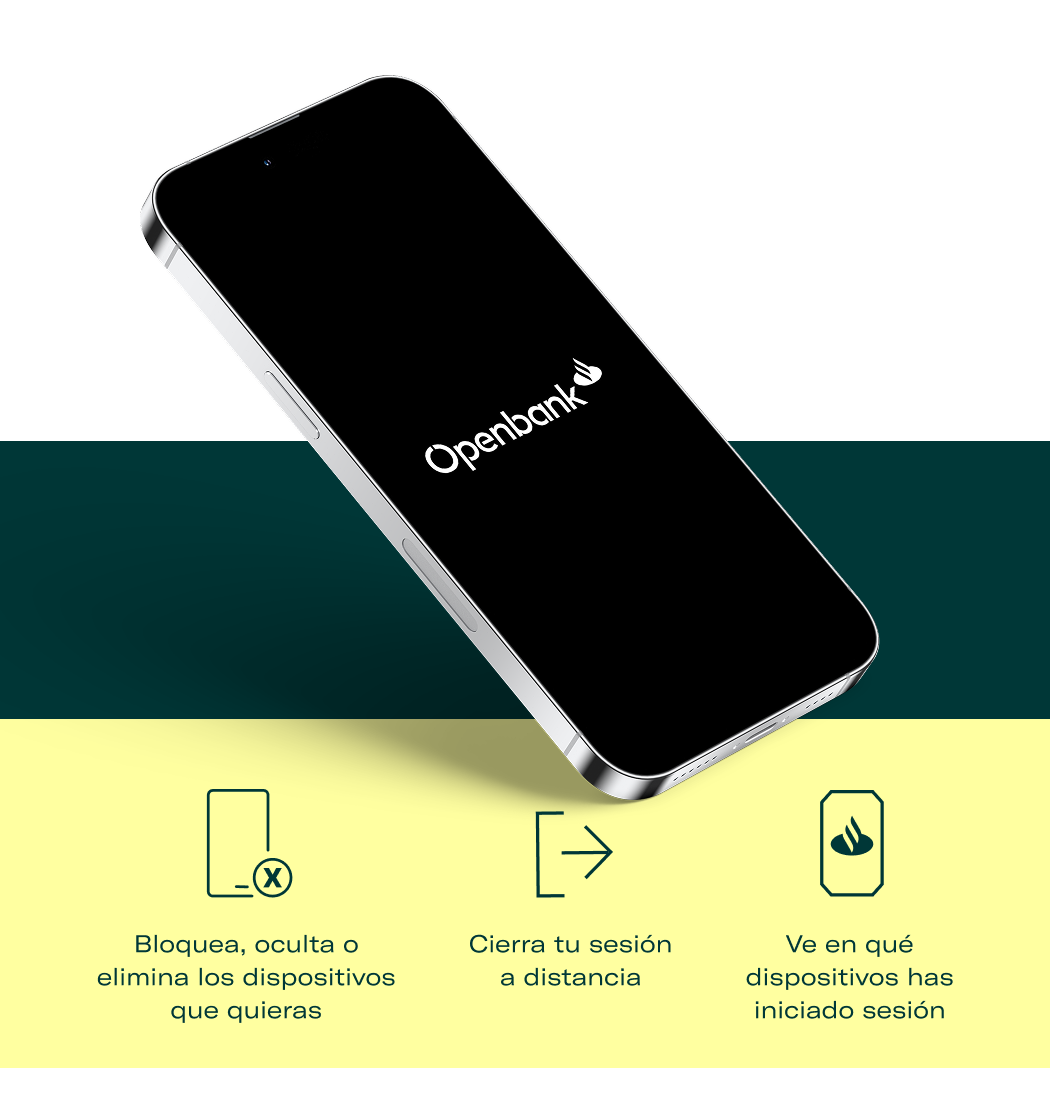 Openbank
X
Bloquea, oculta o
elimina los dispositivos
que quieras
Cierra tu sesión
a distancia
Ve en qué
dispositivos has
iniciado sesión